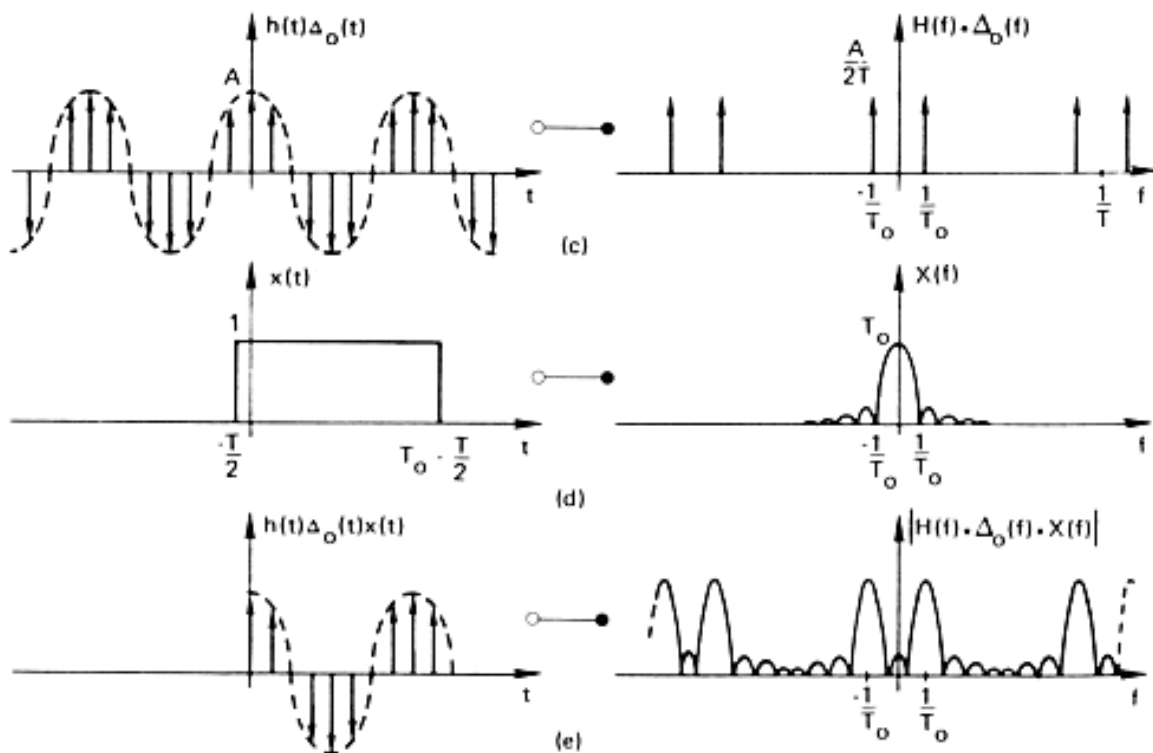 h(t)Δo(t)
H(f) * Δo(f)
A
A
2T
t
-1
To
1
To
1
T
f
(c)
x(t)
X(f)
1
To
-T
2
To - T
2
t
-1
To
1
To
f
(d)
h(t)Δo(t)x(t)
|H(f) * Δo(f) * X(f)|
t
-1
To
1
To
f
(e)